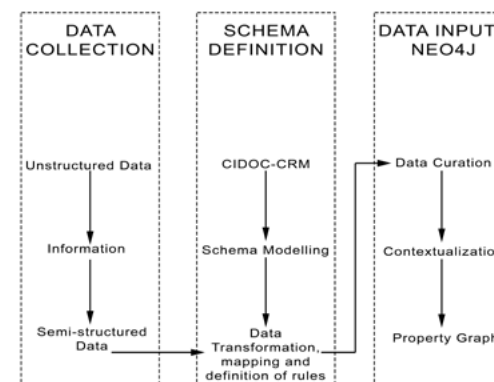 DATA
COLLECTION
Unstructured Data
Information
Semi-structured
Data
SCHEMA
DEFINITION
CIDOC-CRM
Schema Modelling
Data
Transformation,
mapping and
definition of rules
DATA INPUT
NEO4J
Data Curation
Contextualization
Property Graph